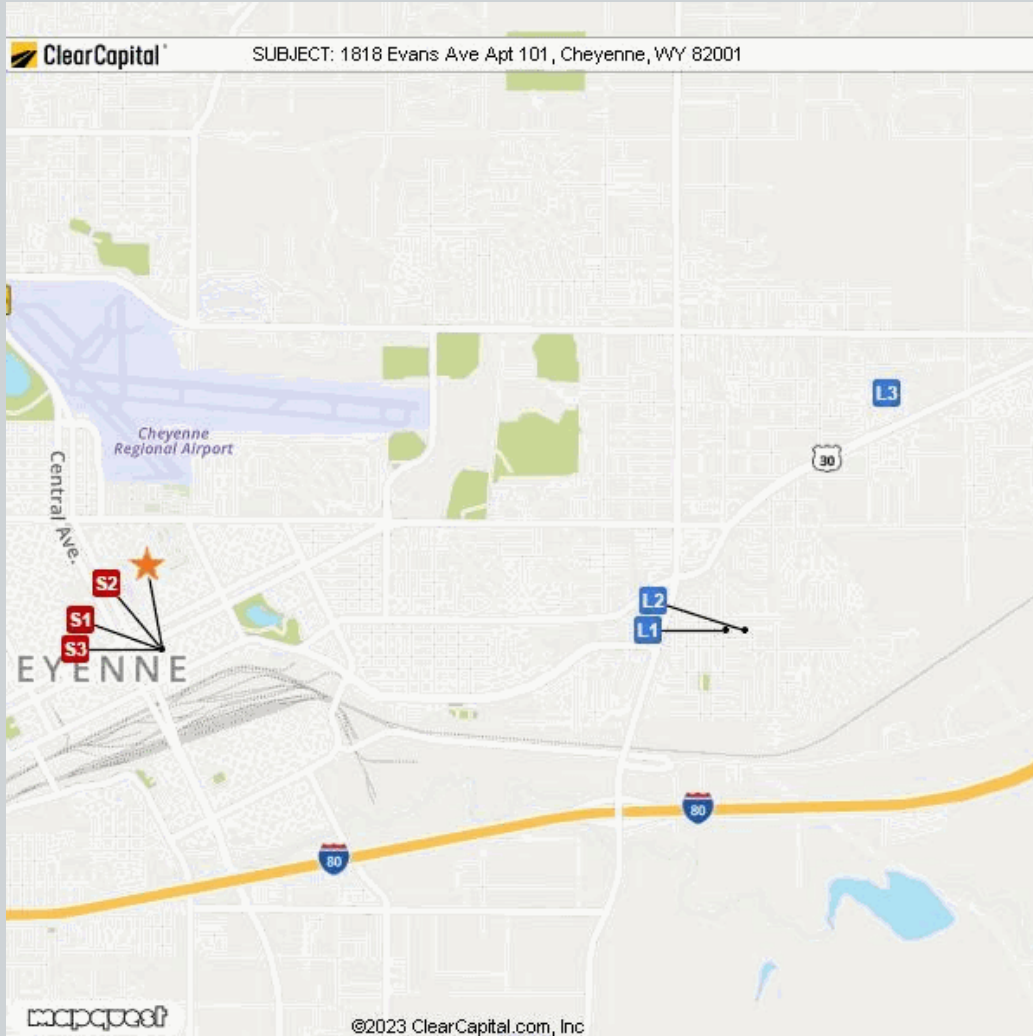 ClearCapital
SUBJECT: 1818 Evans Ave Apt 101, Cheyenne, WY 82001
L3
Cheyenne
Regional Airport
30
Central Ave.
S2
L2
S1
L1
S3
EYENNE
80
80
mapquest
©2023 ClearCapital.com, Inc